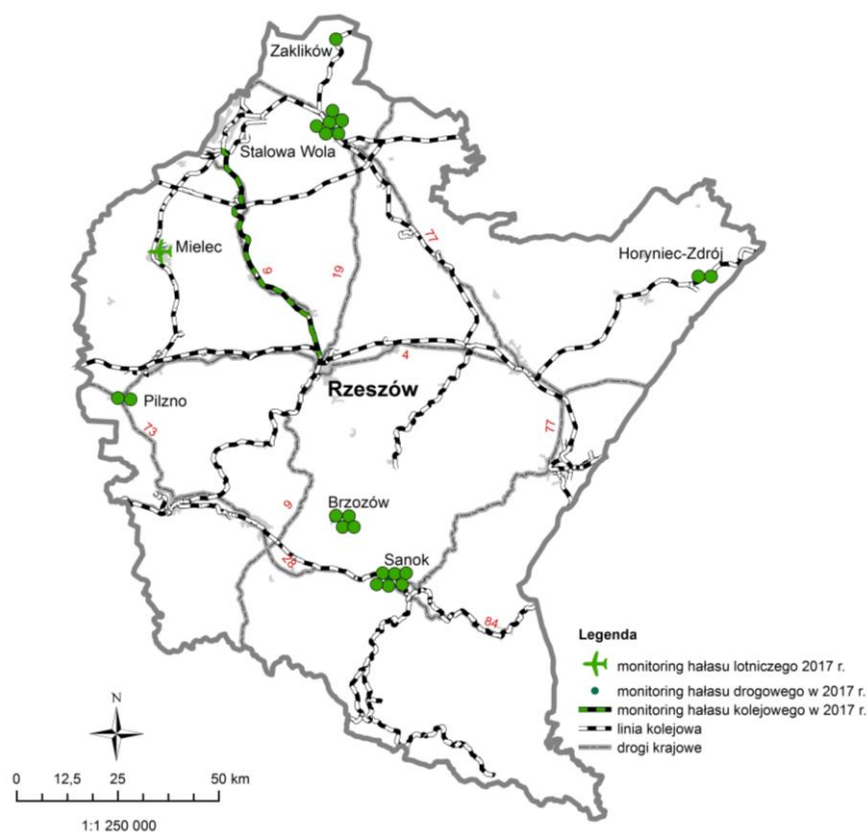 Zaklików
Stalowa Wola
Mielec
Horyniec-Zdrój
77
19
9
4
Rzeszów
Pilzno
73
77
Brzozów
9
Sanok
28
84
Legenda
monitoring hałasu lotniczego 2017 r.
monitoring hałasu drogowego w 2017 r.
monitoring hałasu kolejowego w 2017 r.
linia kolejowa
drogi krajowe
N
0 12,5 25 50 km
1:1 250 000